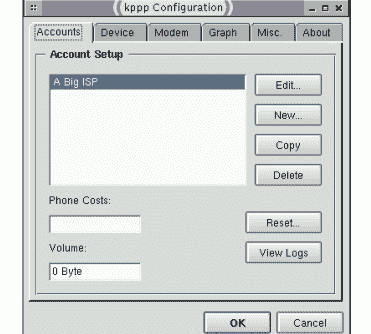 kppp Configuration
Accounts Device Modem Graph Misc. About
Account Setup
A Big ISP
Edit...
New...
Copy
Delete
Phone Costs:
Reset...
Volume:
View Logs
0 Byte
OK Cancel